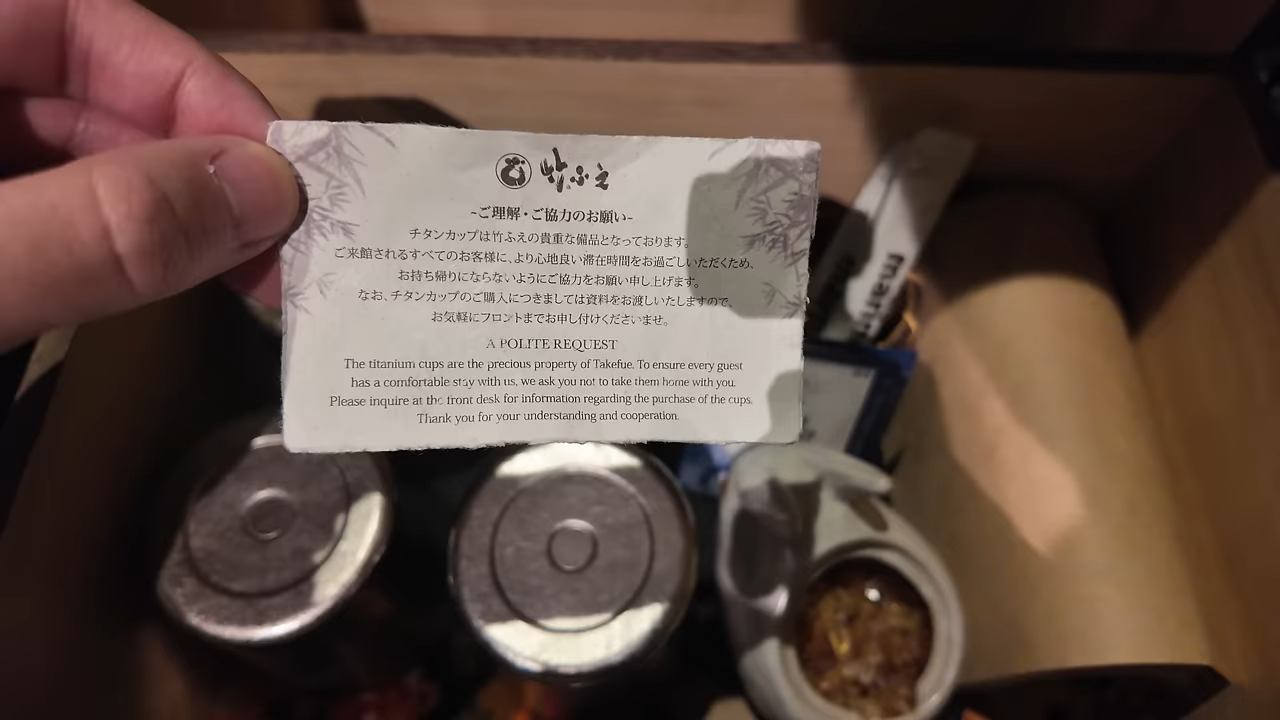 竹ふえ
~ご理解・ご協力のお願い~
チタンカップは竹ふえの貴重な備品となっております。
ご来館されるすべてのお客様に、より心地良い滞在時間をお過ごしいただくため、
お持ち帰りにならないようにご協力をお願い申し上げます。
なお、チタンカップのご購入につきましては資料をお渡しいたしますので、
お気軽にフロントまでお申し付けくださいませ。
A POLITE REQUEST
The titanium cups are the precious property of Takefue. To ensure every guest
has a comfortable stay with us, we ask you not to take them home with you.
Please inquire at the front desk for information regarding the purchase of the cups.
Thank you for your understanding and cooperation.